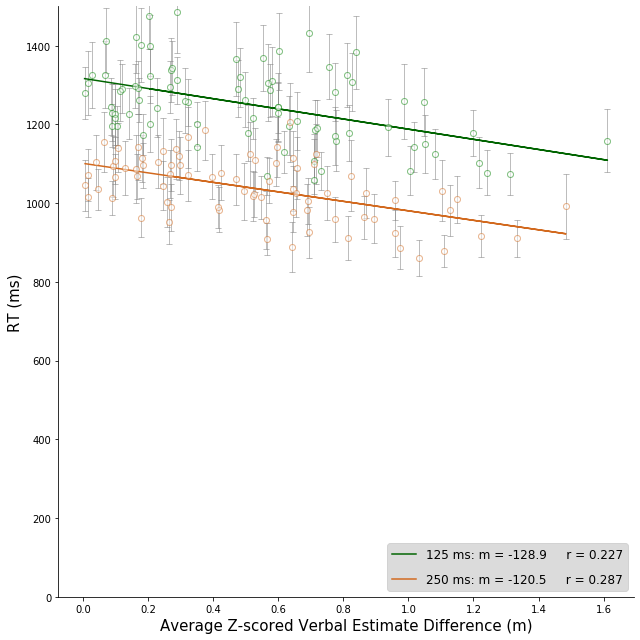 1400
1200
1000
800
600
400
200
0
RT (ms)
125 ms: m = -128.9 r = 0.227
250 ms: m = -120.5 r = 0.287
0.0 0.2 0.4 0.6 0.8 1.0 1.2 1.4 1.6
Average Z-scored Verbal Estimate Difference (m)